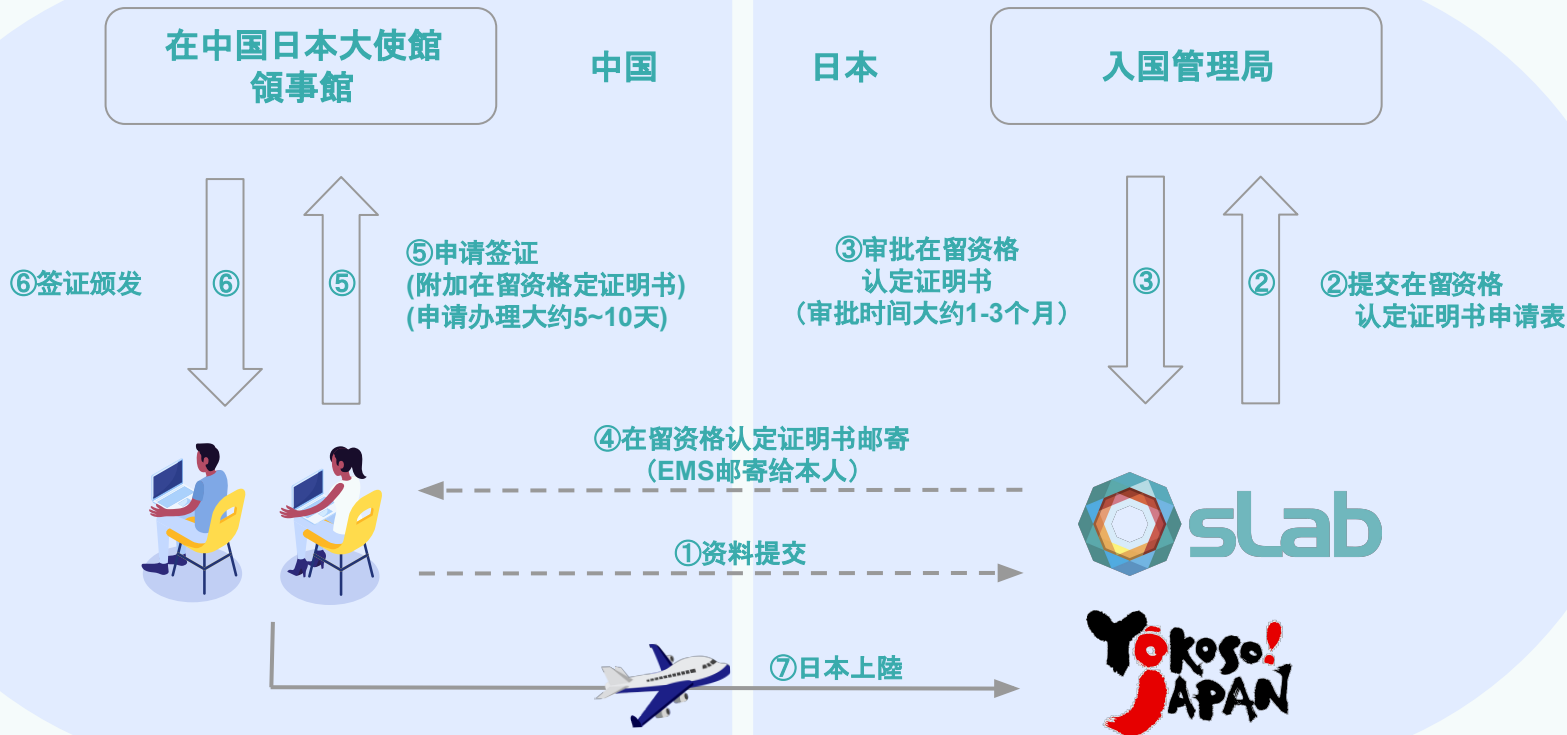 在中国日本大使館
領事館
中国
日本
入国管理局
⑥签证颁发
⑥
⑤
⑤申请签证
(附加在留资格定证明书)
(申请办理大约5~10天)
③审批在留资格
认定证明书
（审批时间大约1-3个月）
③
②
②提交在留资格
认定证明书申请表
④在留资格认定证明书邮寄
（EMS邮寄给本人）
①资料提交
sLab
⑦日本上陸
YŌKOSO!
JAPAN